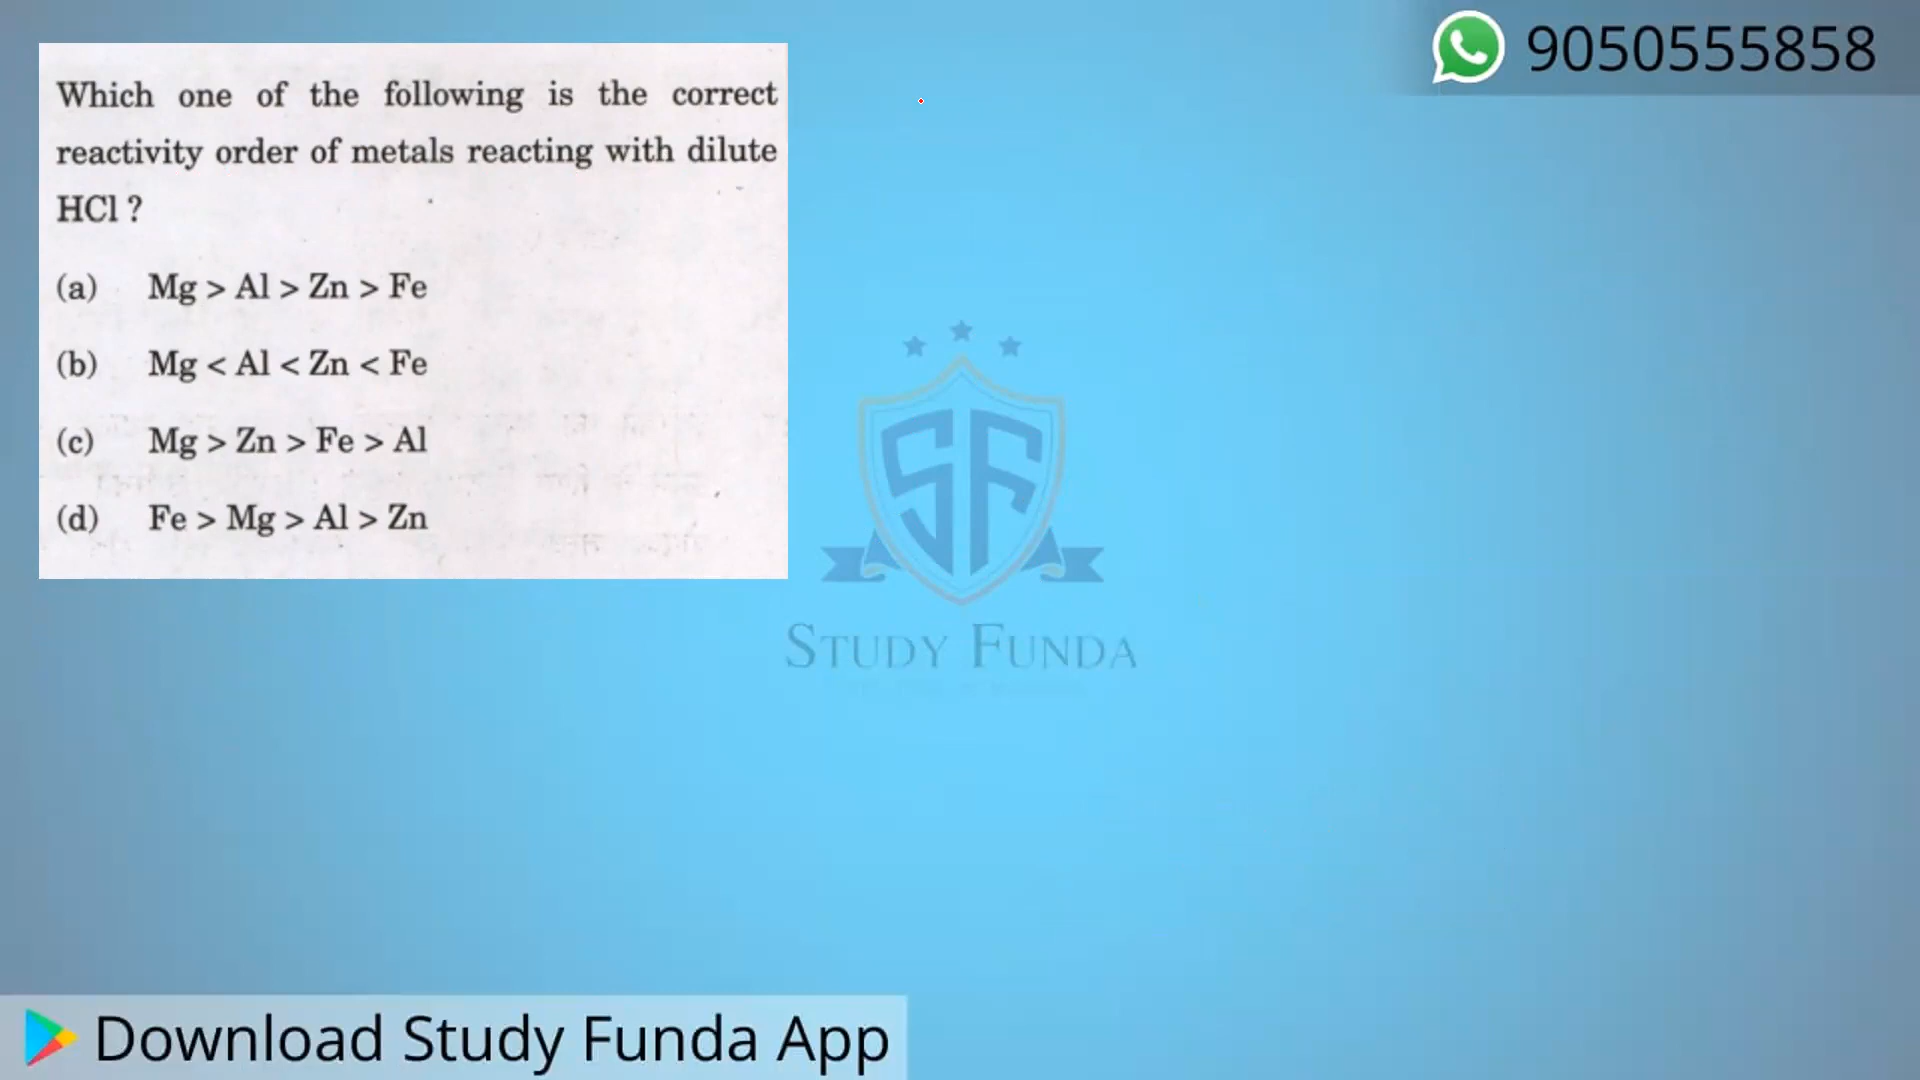 9050555858
Which one of the following is the correct
reactivity order of metals reacting with dilute
HCl ?
(a) Mg > Al > Zn > Fe
(b) Mg < Al < Zn < Fe
(c) Mg > Zn > Fe > Al
(d) Fe > Mg > Al > Zn
SF
STUDY FUNDA
Download Study Funda App